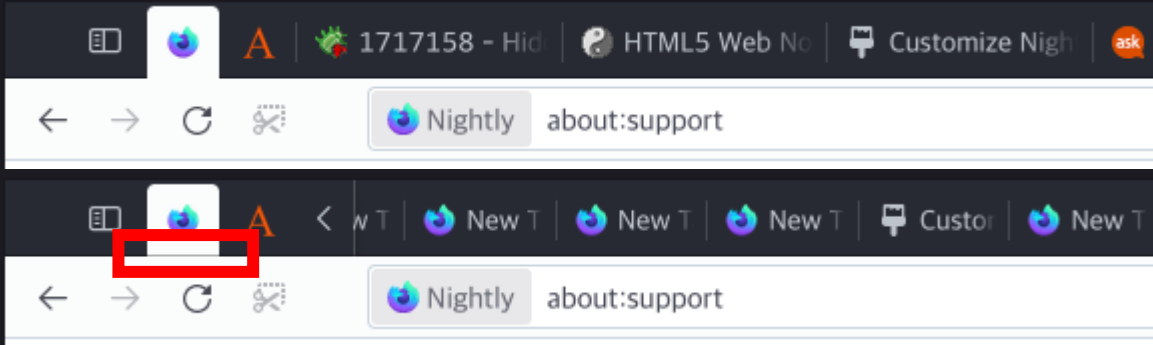 A 1717158 - Hid HTML5 Web No Customize Nigh ask
Nightly about:support
A w T New T New T New T Custor New T
Nightly about:support